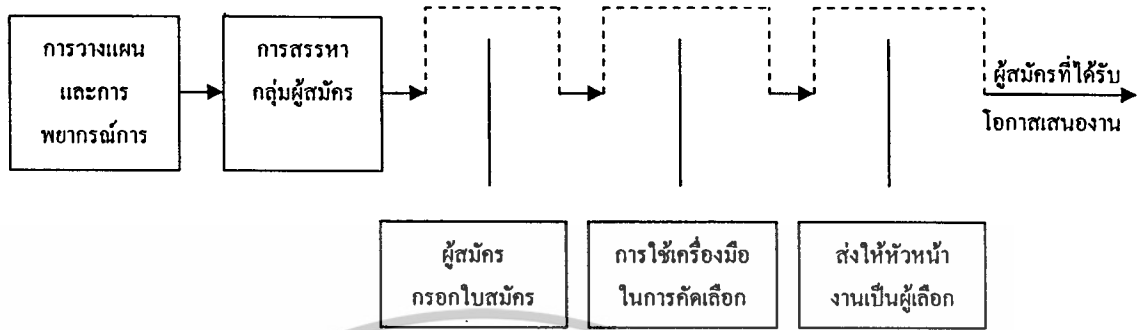 การวางแผน
และการ
พยากรณ์การ
การสรรหา
กลุ่มผู้สมัคร
ผู้สมัครที่ได้รับ
โอกาสเสนองาน
ผู้สมัคร
กรอกใบสมัคร
การใช้เครื่องมือ
ในการคัดเลือก
ส่งให้หัวหน้า
งานเป็นผู้เลือก